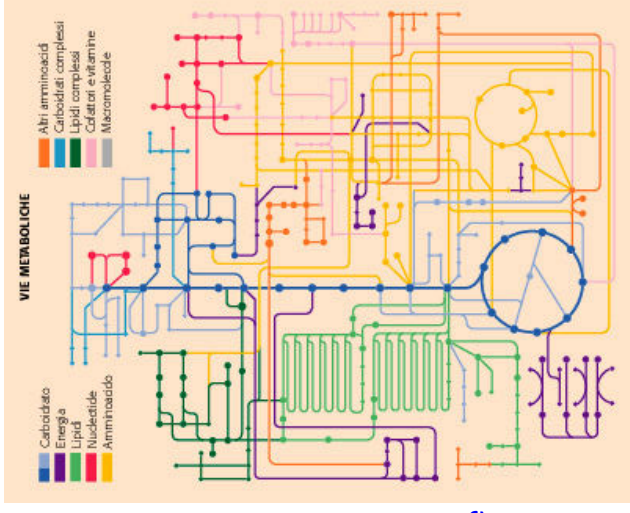 VIE METABOLICHE
Carboidrato
Energia
Lipidi
Nucleotide
Amminoacido
Altri amminoacidi
Carboidrati complessi
Lipidi complessi
Cofattori e vitamine
Macromolecole